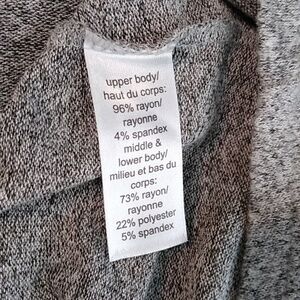 upper body/
haut du corps:
96% rayon/
rayonne
4% spandex
middle &
lower body/
milieu et bas du
corps:
73% rayon/
rayonne
22% polyester
5% spandex